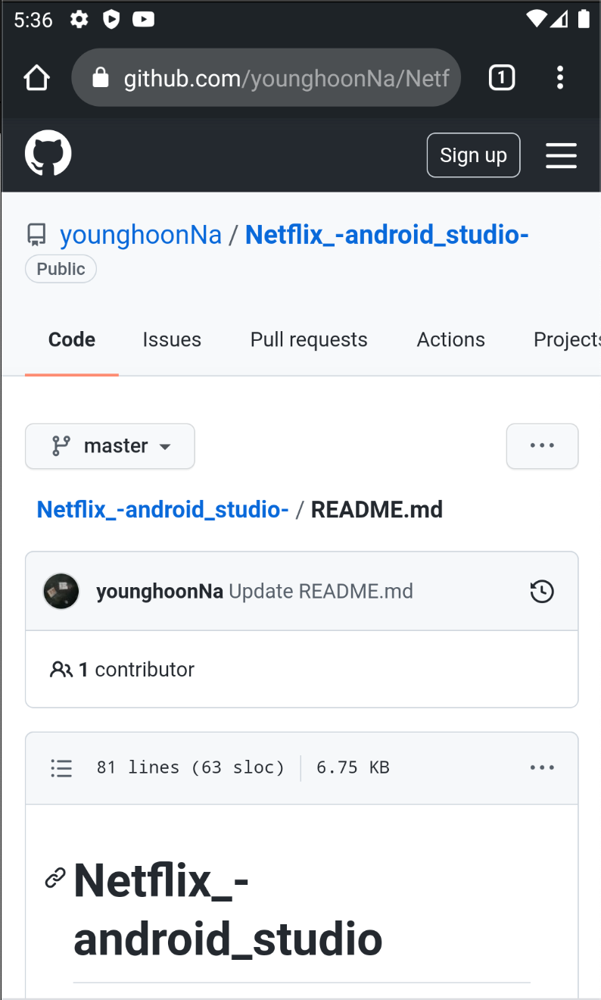 5:36
github.com/younghoonNa/Netf
1
Sign up
younghoonNa / Netflix_-android_studio-
Public
Code Issues Pull requests Actions Projects
master
Netflix_-android_studio- / README.md
younghoonNa Update README.md
1 contributor
81 lines (63 sloc) 6.75 KB
Netflix_-
android_studio